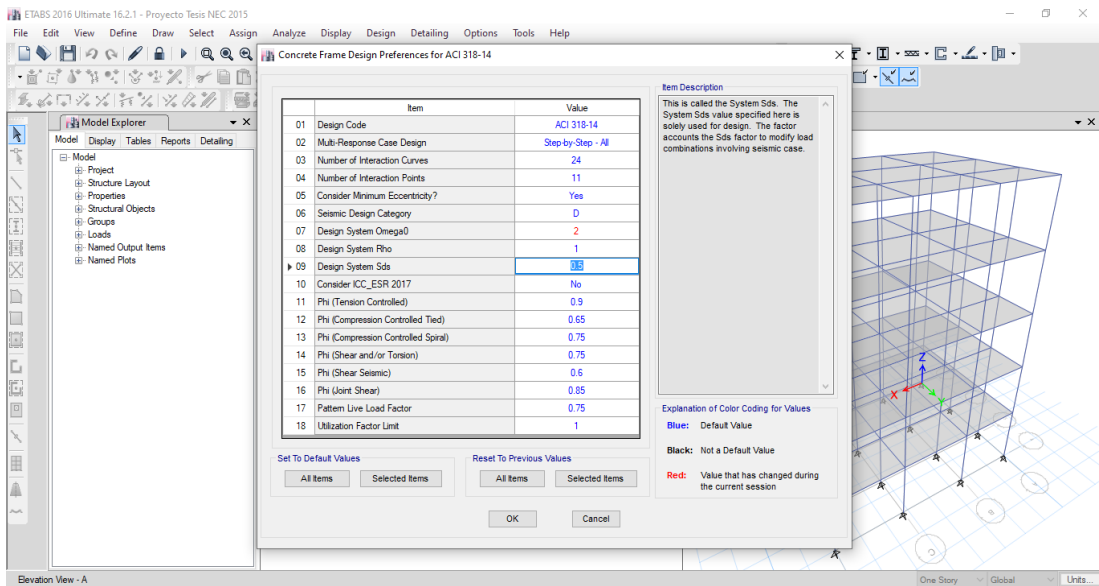 ETABS 2016 Ultimate 16.2.1 - Proyecto Tesis NEC 2015
File Edit View Define Draw Select Assign Analyze Display Design Detailing Options Tools Help
Concrete Frame Design Preferences for ACI 318-14
Model Explorer
Model Display Tables Reports Detailing
Model
Project
Structure Layout
Properties
Structural Objects
Groups
Loads
Named Output Items
Named Plots
Item Value
01 Design Code ACI 318-14
02 Multi-Response Case Design Step-by-Step - All
03 Number of Interaction Curves 24
04 Number of Interaction Points 11
05 Consider Minimum Eccentricity? Yes
06 Seismic Design Category D
07 Design System Omega0 2
08 Design System Rho 1
09 Design System Sds 0.5
10 Consider ICC_ESR 2017 No
11 Phi (Tension Controlled) 0.9
12 Phi (Compression Controlled Tied) 0.65
13 Phi (Compression Controlled Spiral) 0.75
14 Phi (Shear and/or Torsion) 0.75
15 Phi (Shear Seismic) 0.6
16 Phi (Joint Shear) 0.85
17 Pattern Live Load Factor 0.75
18 Utilization Factor Limit 1
Set To Default Values
All Items Selected Items
Reset To Previous Values
All Items Selected Items
OK Cancel
Item Description
This is called the System Sds. The
System Sds value specified here is
solely used for design. The factor
accounts the Sds factor to modify load
combinations involving seismic case.
Explanation of Color Coding for Values
Blue: Default Value
Black: Not a Default Value
Red: Value that has changed during
the current session
Z
X
Elevation View - A
One Story Global Units...